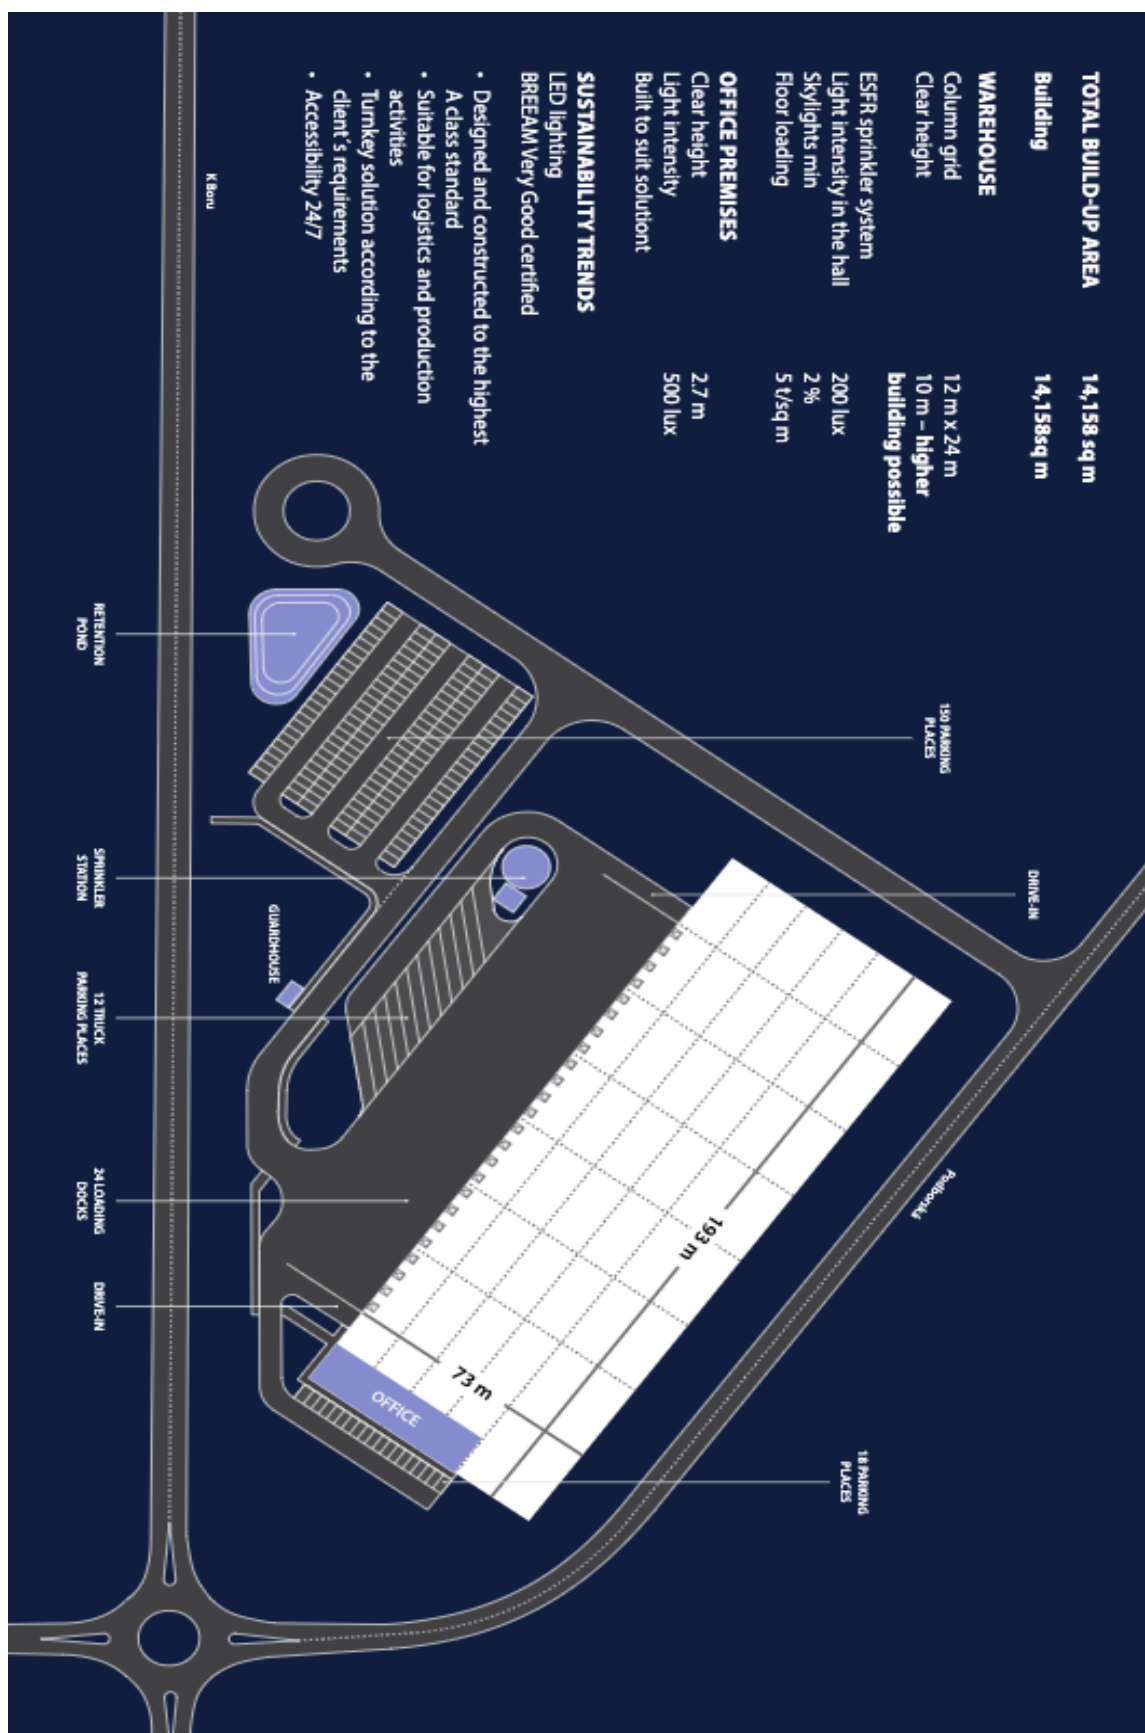 TOTAL BUILD-UP AREA 14,158 sq m
Building 14,158sq m
WAREHOUSE
Column grid 12 m x 24 m
Clear height 10 m – higher
building possible
ESFR sprinkler system
Light intensity in the hall 200 lux
Skylights min 2 %
Floor loading 5 t/sq m
OFFICE PREMISES
Clear height 2.7 m
Light intensity 500 lux
Built to suit solutiont
SUSTAINABILITY TRENDS
LED lighting
BREEAM Very Good certified
• Designed and constructed to the highest
A class standard
• Suitable for logistics and production
activities
• Turnkey solution according to the
client's requirements
• Accessibility 24/7
150 PARKING
PLACES
DRIVE-IN
18 PARKING
PLACES
Podborská
193 m
73 m
OFFICE
K Boru
GUARDHOUSE
RETENTION
POND
SPRINKLER
STATION
12 TRUCK
PARKING PLACES
24 LOADING
DOCKS
DRIVE-IN